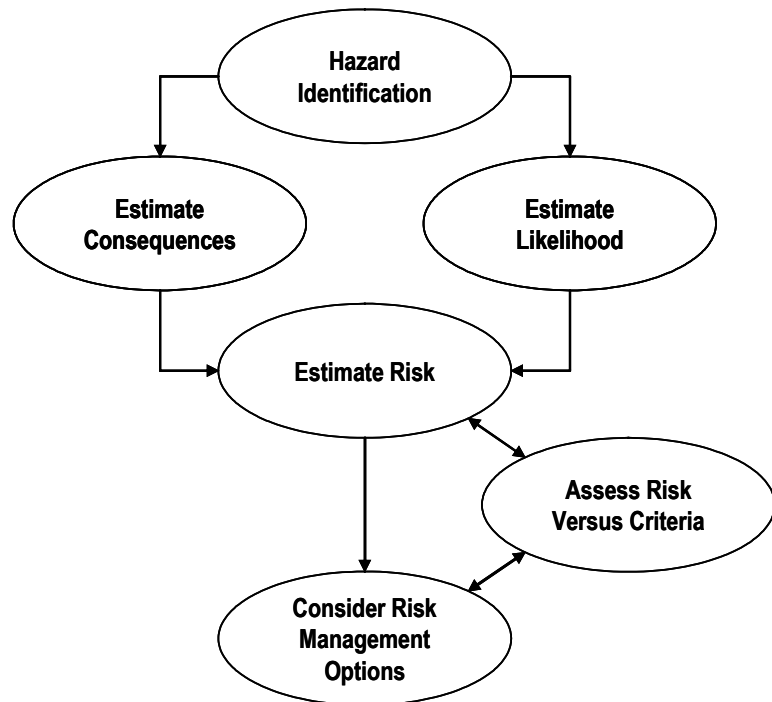 Hazard
Identification
Estimate
Consequences
Estimate
Likelihood
Estimate Risk
Assess Risk
Versus Criteria
Consider Risk
Management
Options